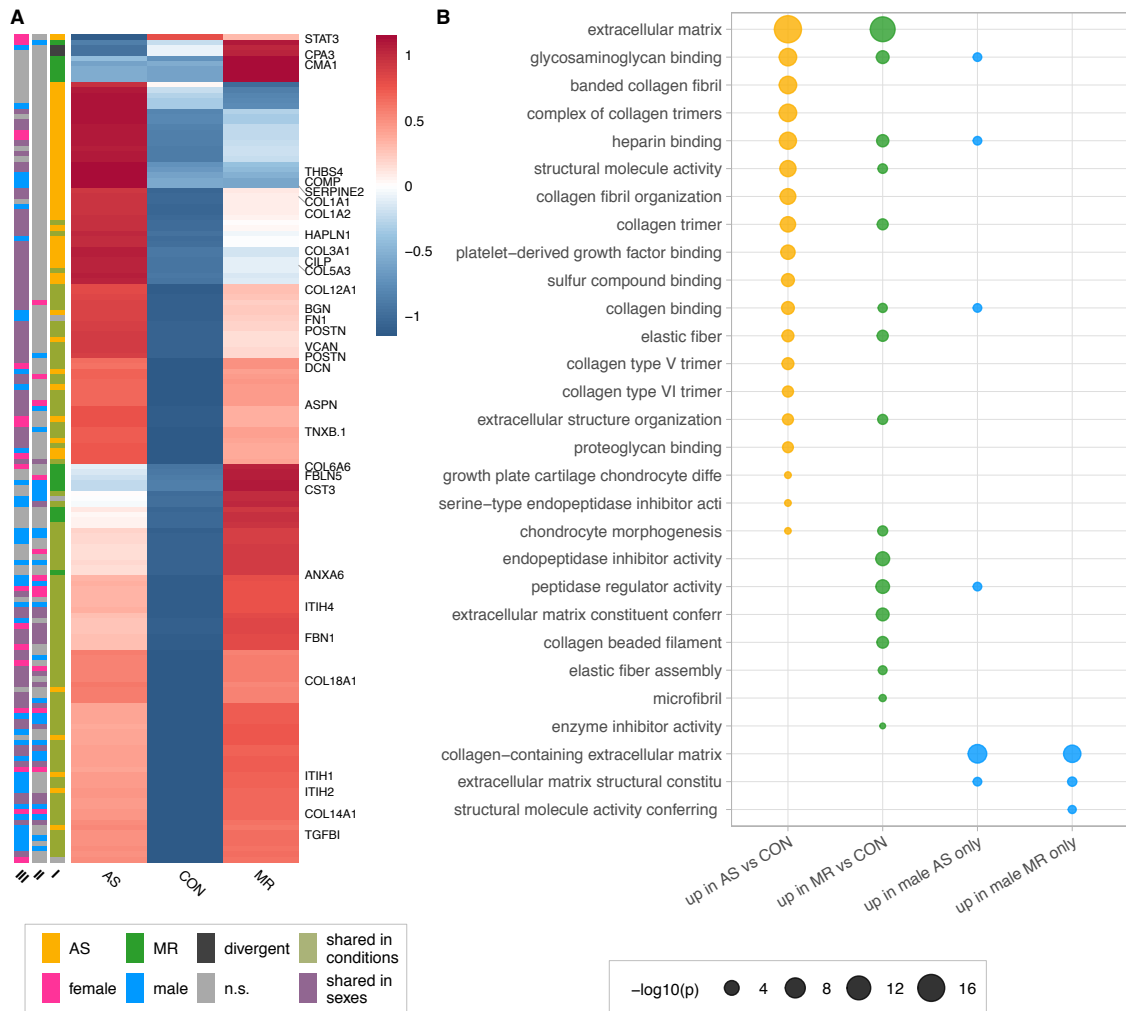 A
STAT3
CPA3
CMA1
THBS4
COMP
SERPINE2
COL1A1
COL1A2
HAPLN1
COL3A1
CILP
COL5A3
COL12A1
BGN
FN1
POSTN
VCAN
POSTN
DCN
ASPN
TNXB.1
COL6A6
FBLN5
CST3
ANXA6
ITIH4
FBN1
COL18A1
ITIH1
ITIH2
COL14A1
TGFBI
1
0.5
0
−0.5
−1
III
II
I
AS
CON
MR
AS
MR
divergent
shared in
conditions
female
male
n.s.
shared in
sexes
B
extracellular matrix
glycosaminoglycan binding
banded collagen fibril
complex of collagen trimers
heparin binding
structural molecule activity
collagen fibril organization
collagen trimer
platelet−derived growth factor binding
sulfur compound binding
collagen binding
elastic fiber
collagen type V trimer
collagen type VI trimer
extracellular structure organization
proteoglycan binding
growth plate cartilage chondrocyte diffe
serine−type endopeptidase inhibitor acti
chondrocyte morphogenesis
endopeptidase inhibitor activity
peptidase regulator activity
extracellular matrix constituent conferr
collagen beaded filament
elastic fiber assembly
microfibril
enzyme inhibitor activity
collagen−containing extracellular matrix
extracellular matrix structural constitu
structural molecule activity conferring
up in AS vs CON
up in MR vs CON
up in male AS only
up in male MR only
−log10(p)
4
8
12
16